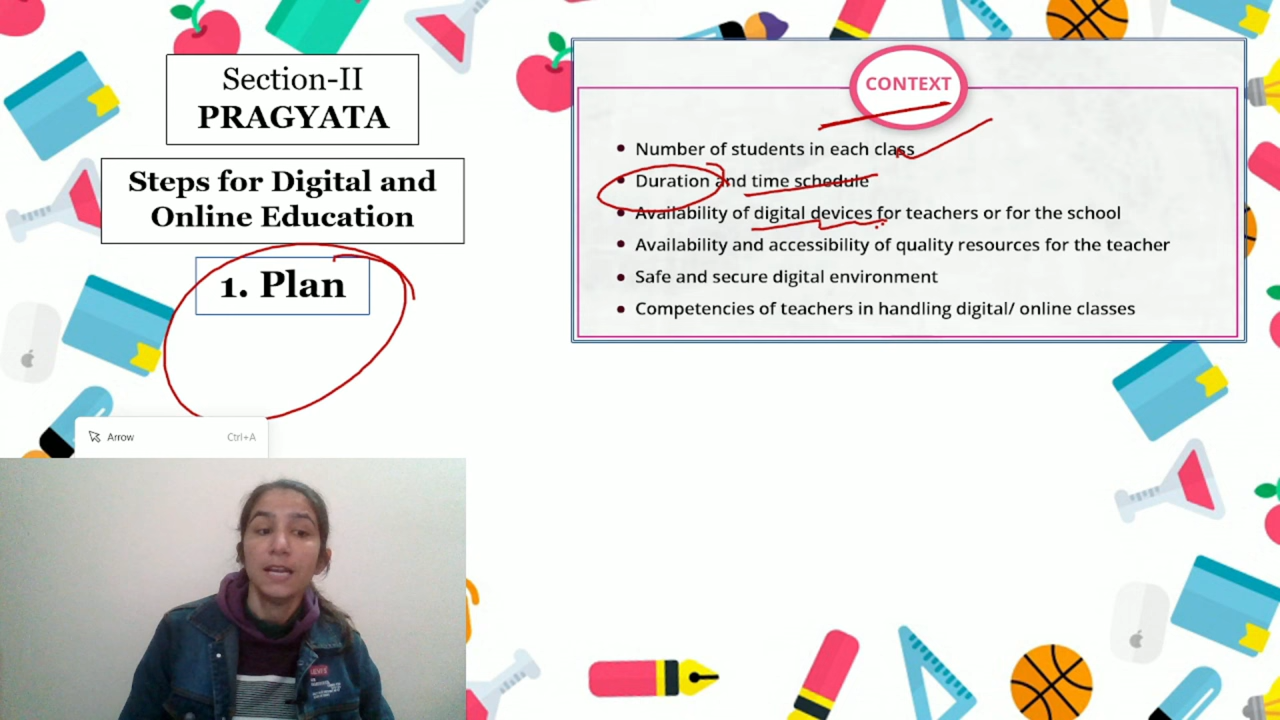 Section-II
PRAGYATA
Steps for Digital and
Online Education
1. Plan
CONTEXT
• Number of students in each class
• Duration and time schedule
• Availability of digital devices for teachers or for the school
• Availability and accessibility of quality resources for the teacher
• Safe and secure digital environment
• Competencies of teachers in handling digital/ online classes
Arrow Ctrl+A